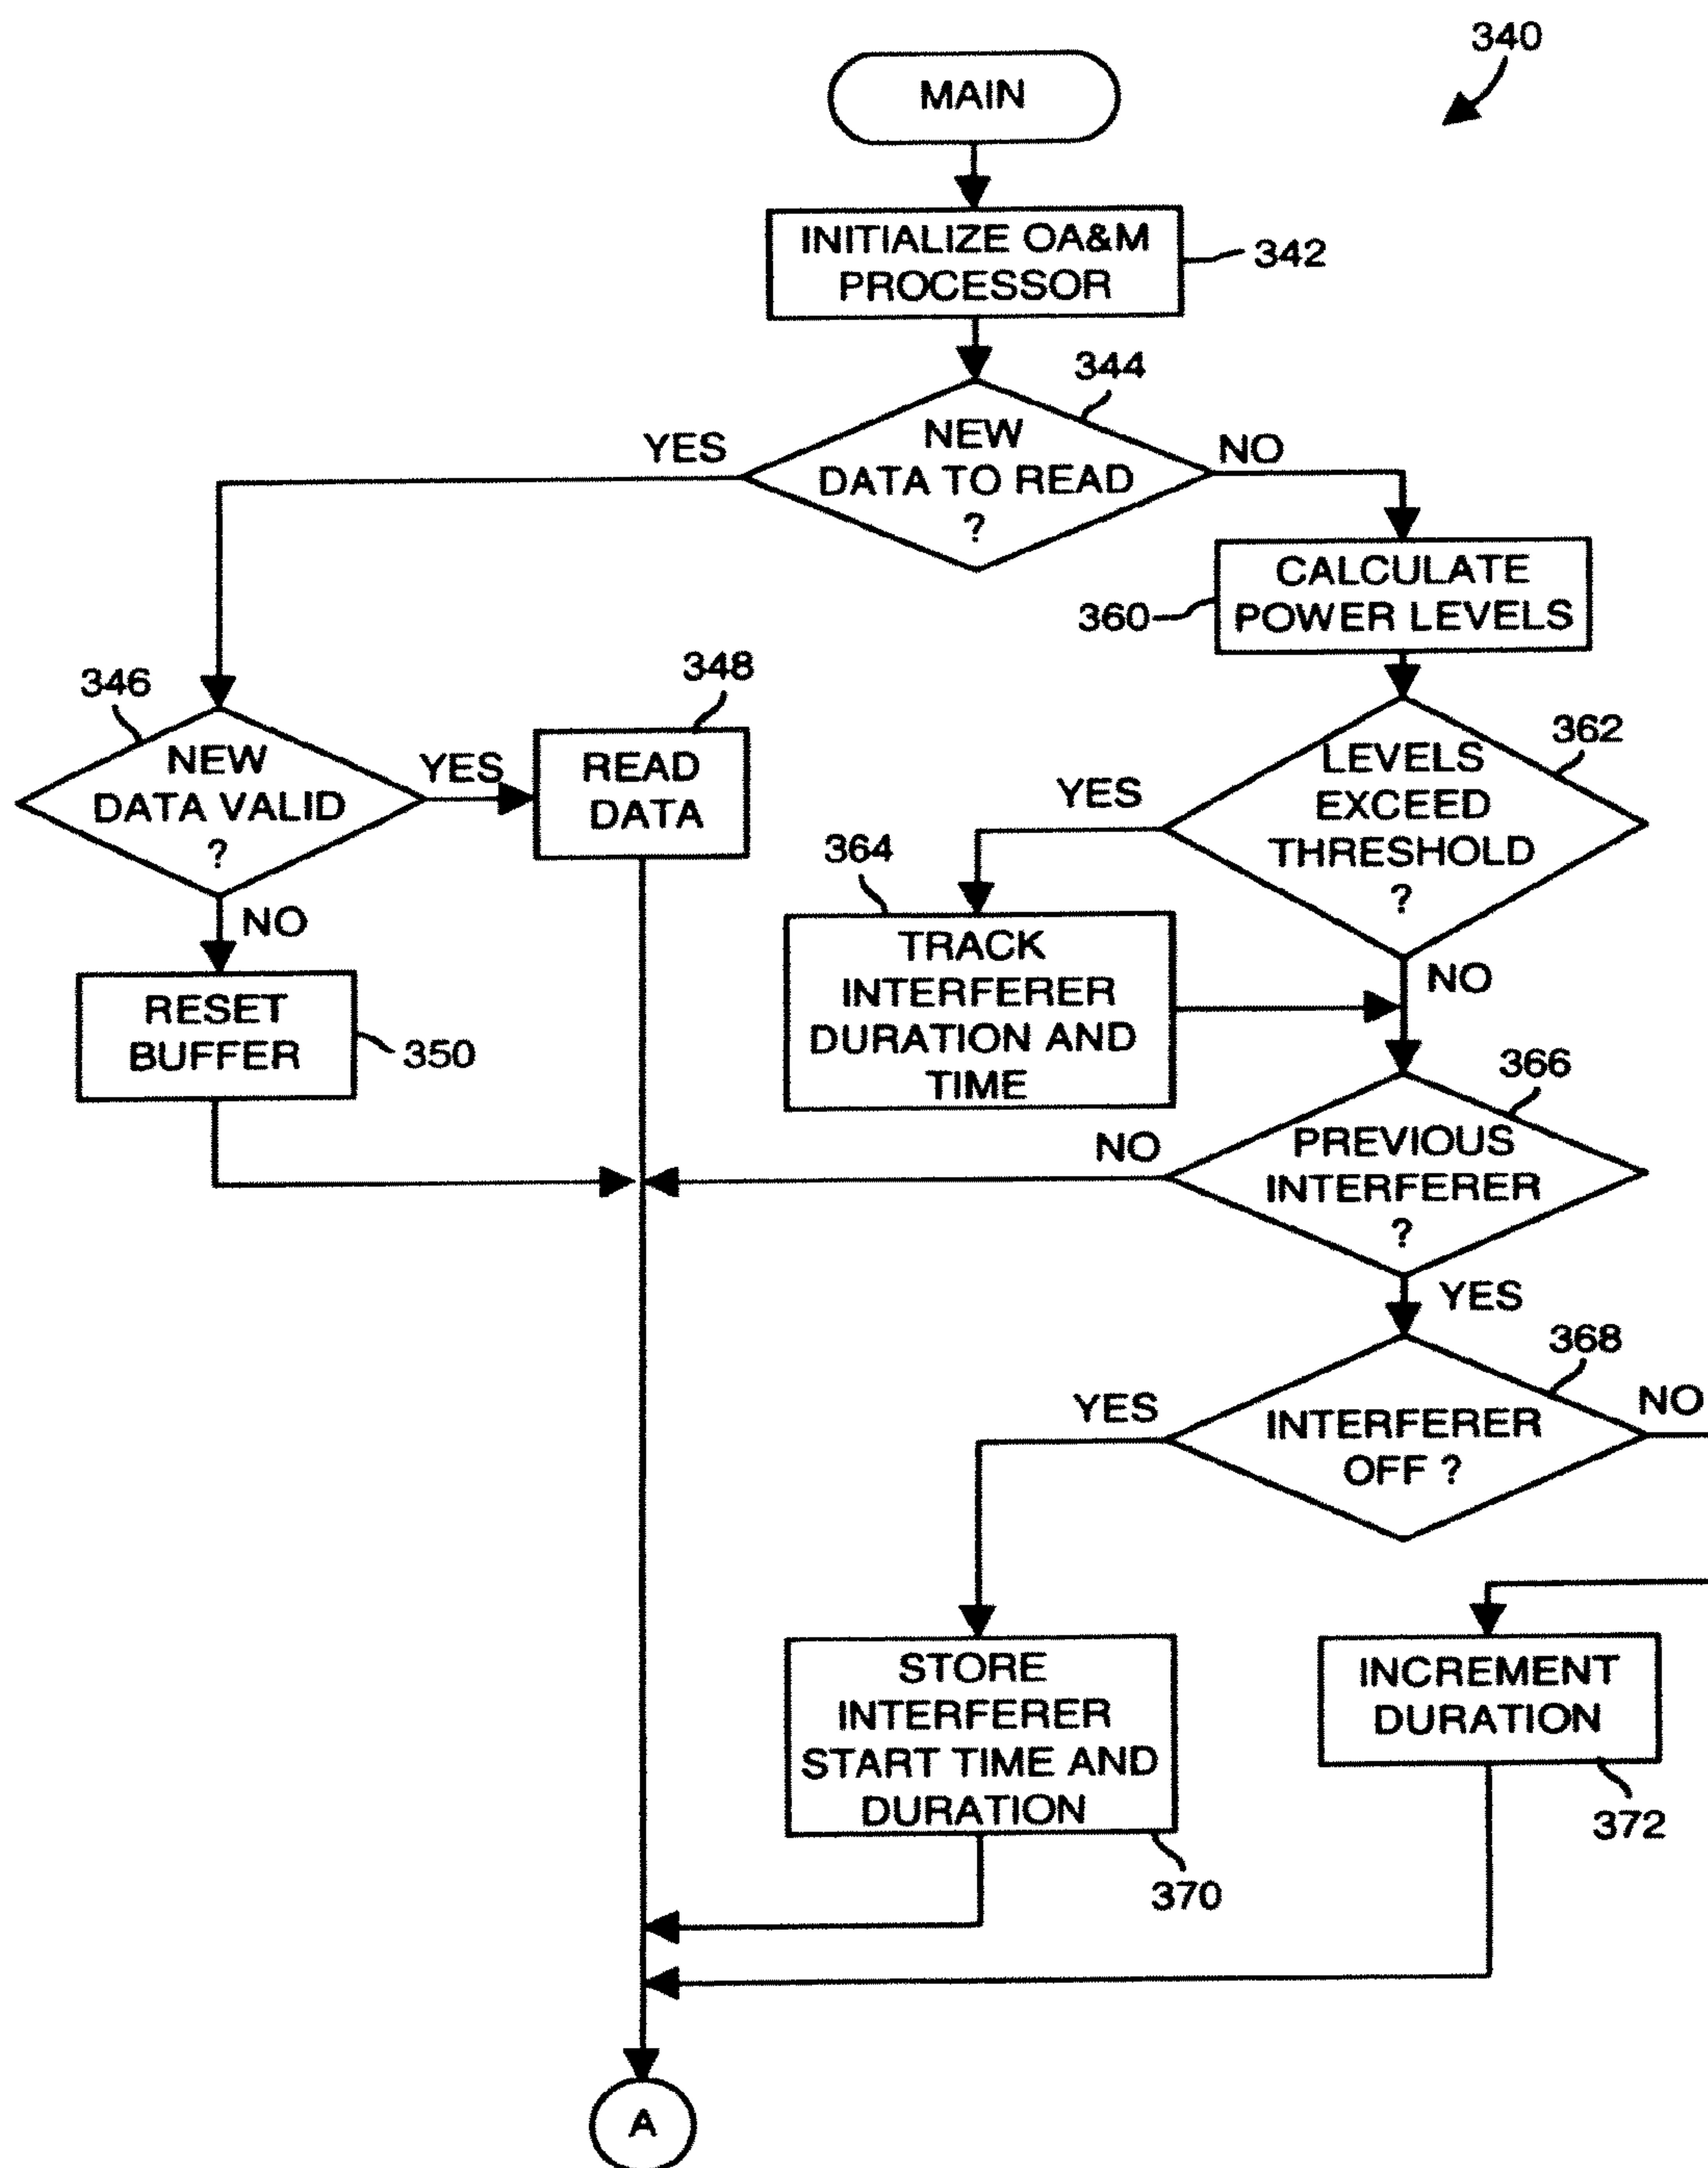 340
MAIN
INITIALIZE OA&M
PROCESSOR
342
344
NEW
DATA TO READ
?
YES
NO
CALCULATE
POWER LEVELS
360
346
NEW
DATA VALID
?
YES
348
READ
DATA
NO
RESET
BUFFER
350
362
LEVELS
EXCEED
THRESHOLD
?
YES
NO
364
TRACK
INTERFERER
DURATION AND
TIME
366
PREVIOUS
INTERFERER
?
NO
YES
368
INTERFERER
OFF ?
YES
NO
STORE
INTERFERER
START TIME AND
DURATION
370
INCREMENT
DURATION
372
A